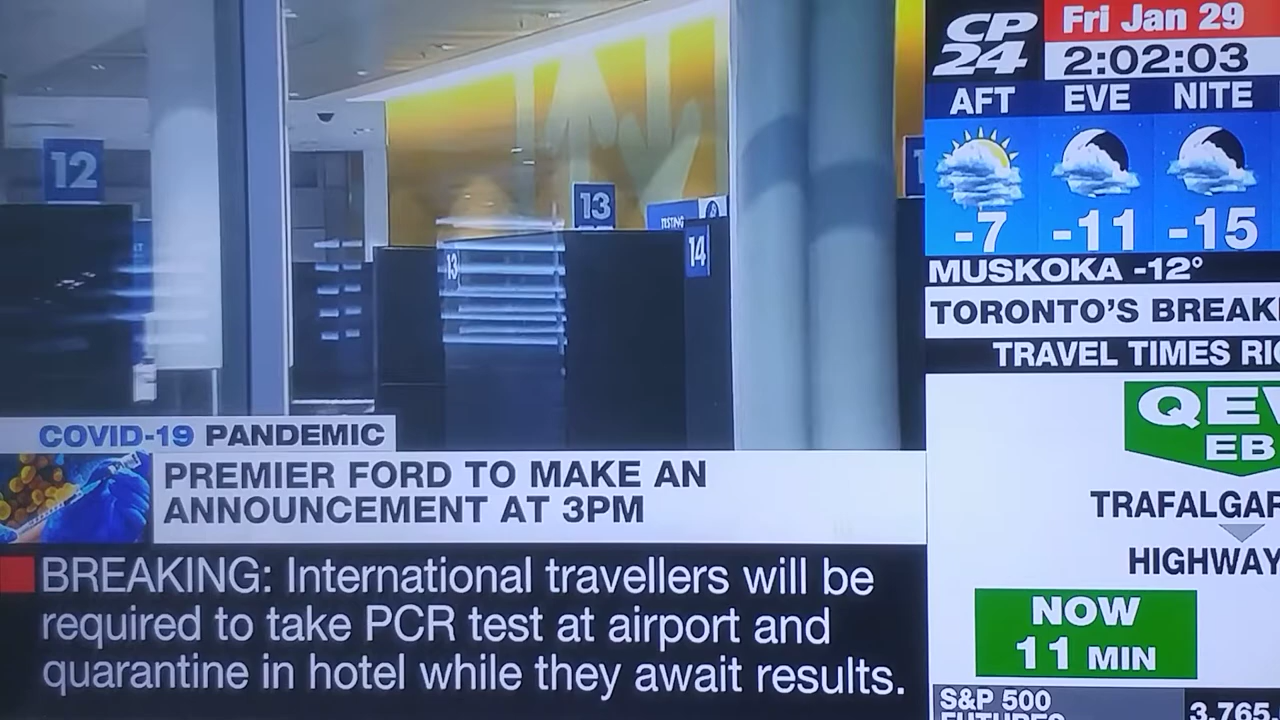 12
13
TESTING
13
14
CP
24
Fri Jan 29
2:02:03
AFT EVE NITE
-7 -11 -15
MUSKOKA -12°
TORONTO'S
TRAVEL TIMES
EB
HIGHWAY
NOW
11 MIN
S&P 500
FUTURES
3,765
COVID-19 PANDEMIC
PREMIER FORD TO MAKE AN
ANNOUNCEMENT AT 3PM
BREAKING: International travellers will be
required to take PCR test at airport and
quarantine in hotel while they await results.